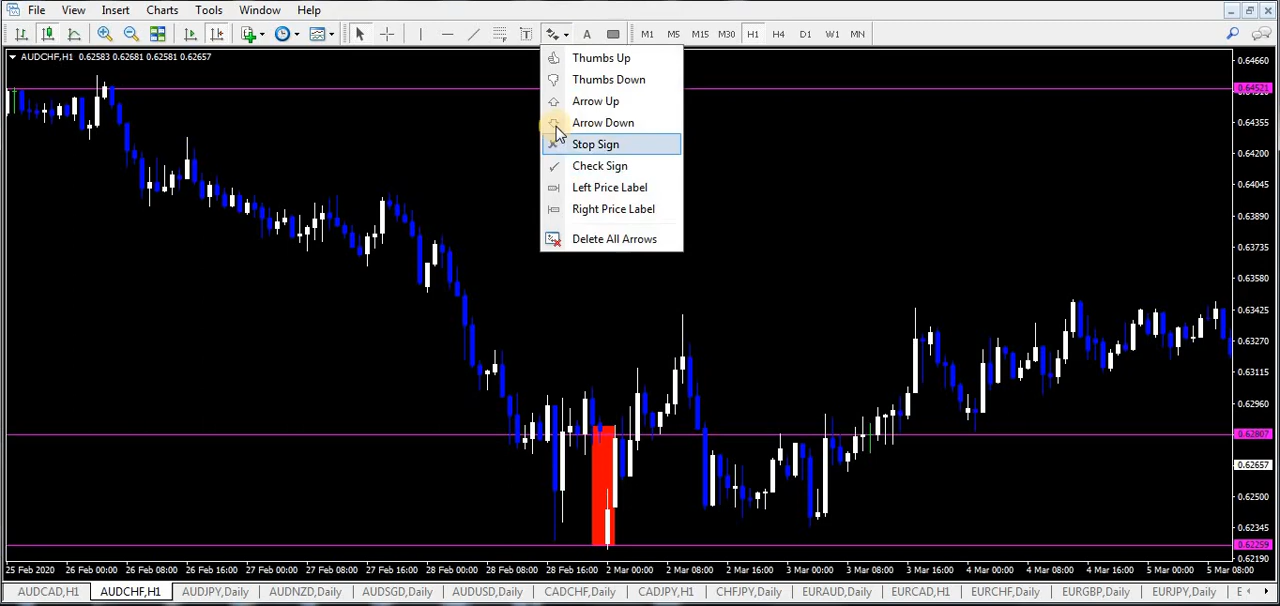 File View Insert Charts Tools Window Help
A T M1 M5 M15 M30 H1 H4 D1 W1 MN
AUDCHF,H1 0.62583 0.62681 0.62581 0.62657
Thumbs Up
Thumbs Down
Arrow Up
Arrow Down
Stop Sign
Check Sign
Left Price Label
Right Price Label
Delete All Arrows
0.64660
0.64521
0.64355
0.64200
0.64045
0.63890
0.63735
0.63580
0.63425
0.63270
0.63115
0.62960
0.62807
0.62657
0.62500
0.62345
0.62259
0.62190
25 Feb 2020 26 Feb 00:00 26 Feb 08:00 26 Feb 16:00 27 Feb 00:00 27 Feb 08:00 27 Feb 16:00 28 Feb 00:00 28 Feb 08:00 28 Feb 16:00 2 Mar 00:00 2 Mar 08:00 2 Mar 16:00 3 Mar 00:00 3 Mar 08:00 3 Mar 16:00 4 Mar 00:00 4 Mar 08:00 4 Mar 16:00 5 Mar 00:00 5 Mar 08:00
AUDCAD,H1 AUDCHF,H1 AUDJPY,Daily AUDNZD,Daily AUDSGD,Daily AUDUSD,Daily CADCHF,Daily CADJPY,H1 CHFJPY,Daily EURAUD,Daily EURCAD,H1 EURCHF,Daily EURGBP,Daily EURJPY,Daily E